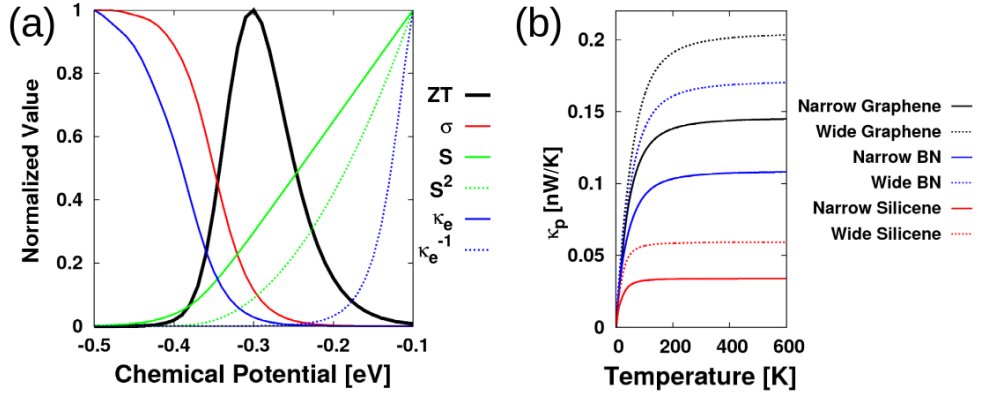 (a)
Normalized Value
1
0.8
0.6
0.4
0.2
0
-0.5
-0.4
-0.3
-0.2
-0.1
Chemical Potential [eV]
ZT
σ
S
S²
κe
κe⁻¹
(b)
κp [nW/K]
0.2
0.15
0.1
0.05
0
0
200
400
600
Temperature [K]
Narrow Graphene
Wide Graphene
Narrow BN
Wide BN
Narrow Silicene
Wide Silicene